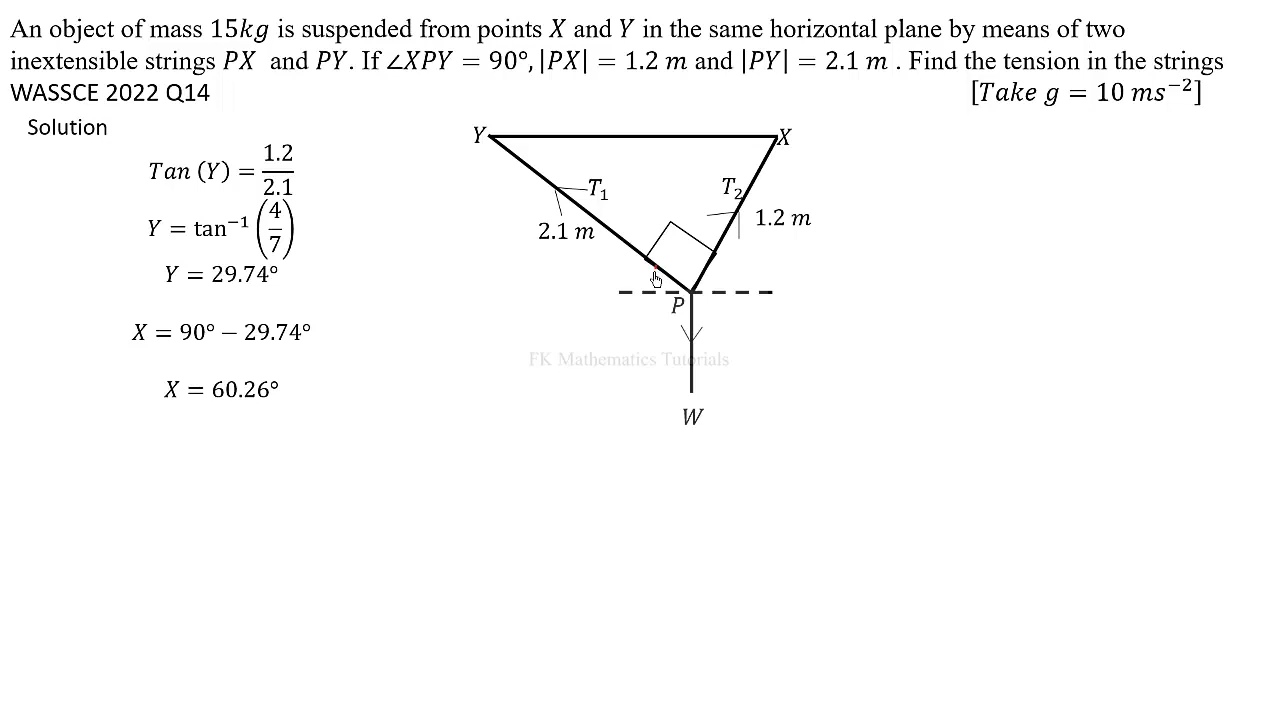 An object of mass 15kg is suspended from points X and Y in the same horizontal plane by means of two
inextensible strings PX and PY. If ∠XPY = 90°, |PX| = 1.2 m and |PY| = 2.1 m . Find the tension in the strings
WASSCE 2022 Q14 [Take g = 10 ms⁻²]
Solution
Tan (Y) = 1.2/2.1
Y = tan⁻¹ (4/7)
Y = 29.74°
X = 90° − 29.74°
X = 60.26°
Y X
T₁ T₂
2.1 m 1.2 m
P
FK Mathematics Tutorials
W